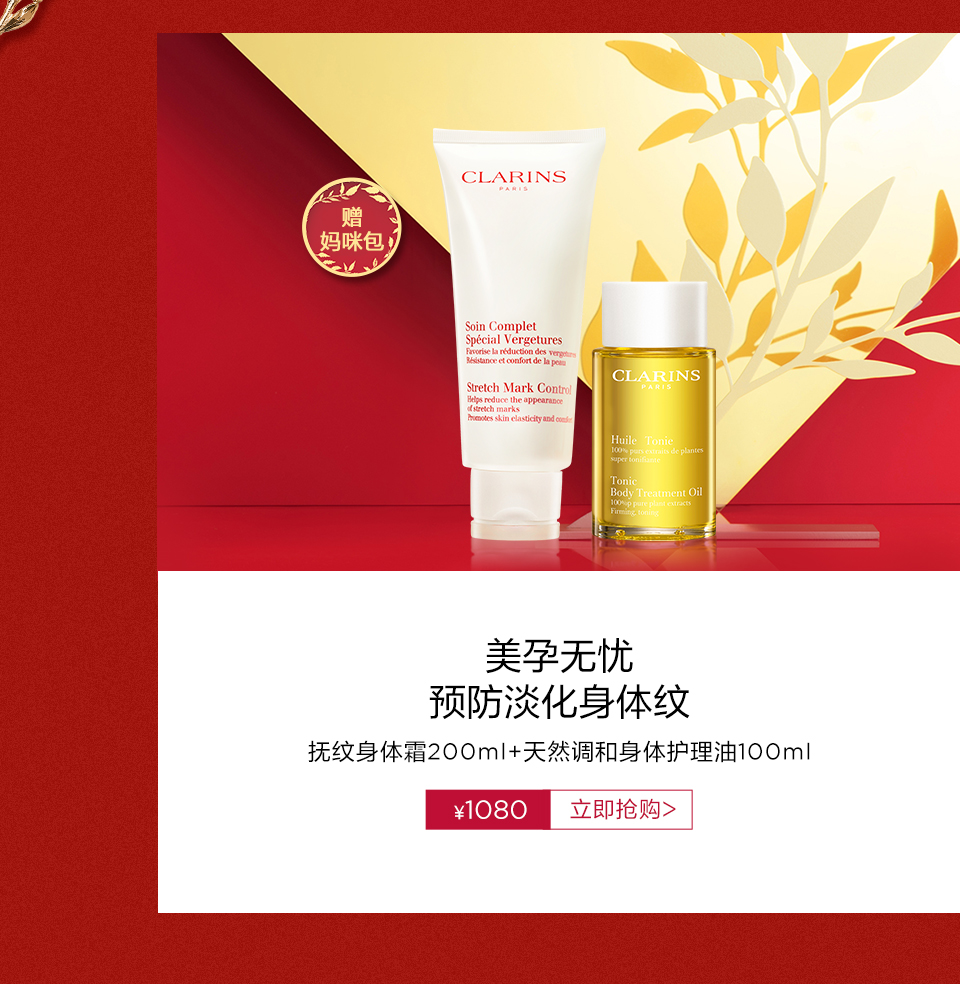 赠
妈咪包
CLARINS
PARIS
Soin Complet
Spécial Vergetures
Favorise la réduction des vergetures
Résistance et confort de la peau
Stretch Mark Control
Helps reduce the appearance
of stretch marks
Promotes skin elasticity and comfort
CLARINS
PARIS
Huile Tonic
100% purs extraits de plantes
super tonifiant
Tonic
Body Treatment Oil
100% pure plant extracts
Firming, toning
美孕无忧
预防淡化身体纹
抚纹身体霜200ml+天然调和身体护理油100ml
¥1080 立即抢购>